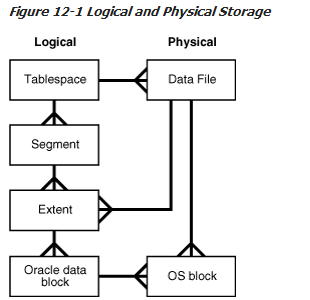 Figure 12-1 Logical and Physical Storage
Logical Physical
Tablespace Data File
Segment
Extent
Oracle data
block
OS block